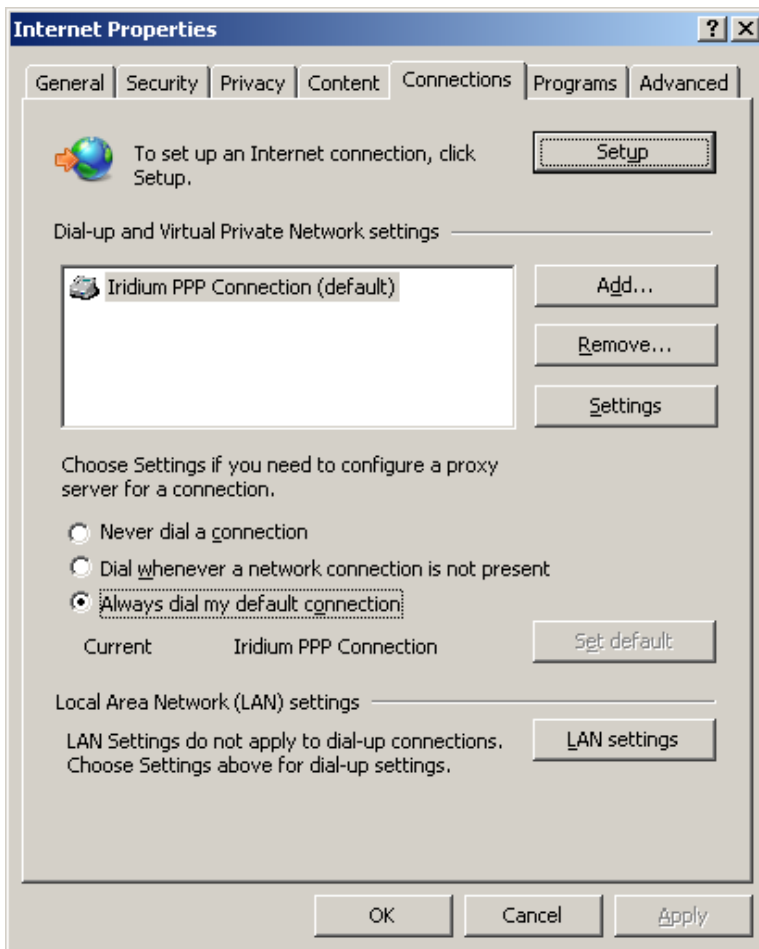 Internet Properties
General Security Privacy Content Connections Programs Advanced
To set up an Internet connection, click
Setup.
Setup
Dial-up and Virtual Private Network settings
Iridium PPP Connection (default)
Add...
Remove...
Settings
Choose Settings if you need to configure a proxy
server for a connection.
Never dial a connection
Dial whenever a network connection is not present
Always dial my default connection
Current Iridium PPP Connection
Set default
Local Area Network (LAN) settings
LAN Settings do not apply to dial-up connections.
Choose Settings above for dial-up settings.
LAN settings
OK Cancel Apply